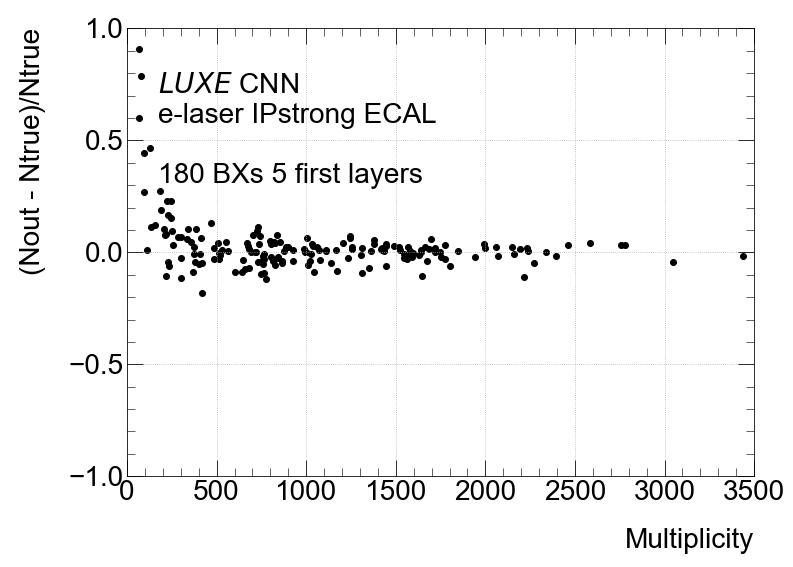 (Nout - Ntrue)/Ntrue
1.0
LUXE CNN
e-laser IPstrong ECAL
0.5
180 BXs 5 first layers
0.0
−0.5
−1.0
0 500 1000 1500 2000 2500 3000 3500
Multiplicity